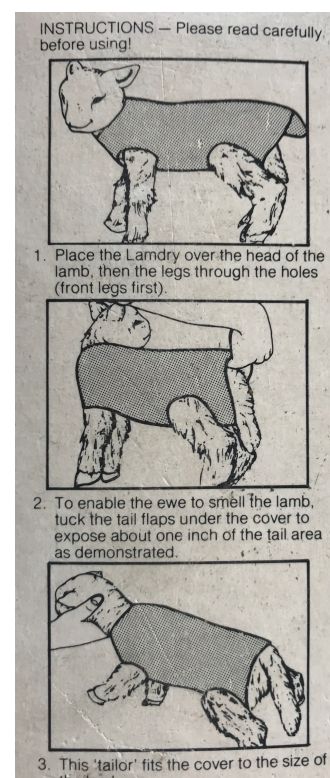 INSTRUCTIONS — Please read carefully
before using!
1. Place the Lamdry over the head of the
lamb, then the legs through the holes
(front legs first).
2. To enable the ewe to smell the lamb,
tuck the tail flaps under the cover to
expose about one inch of the tail area
as demonstrated.
3. This 'tailor' fits the cover to the size of